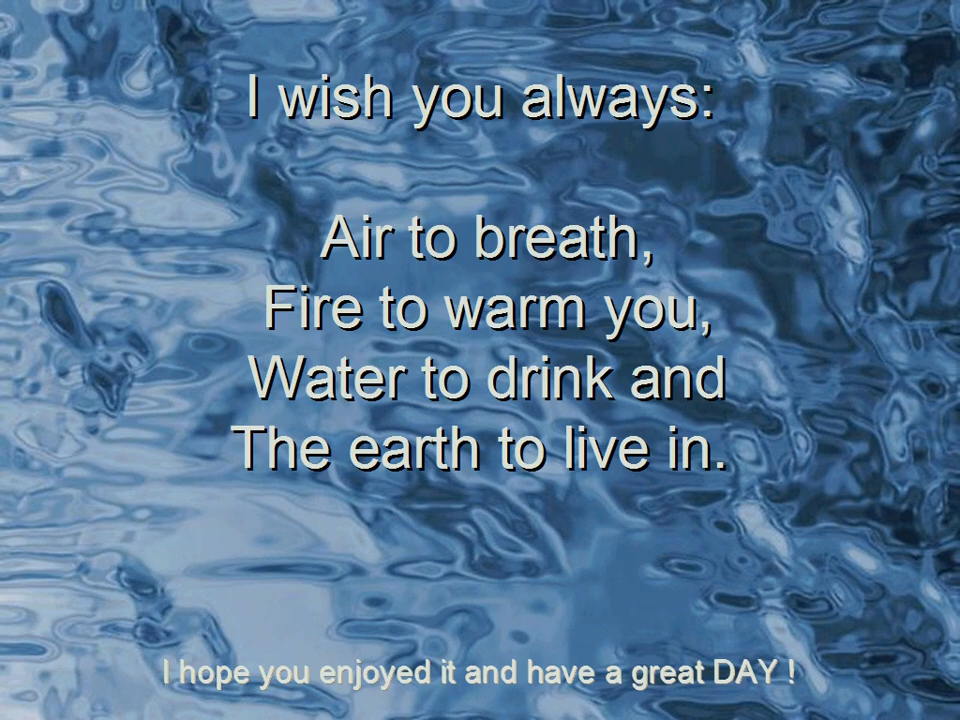 I wish you always:
Air to breath,
Fire to warm you,
Water to drink and
The earth to live in.
I hope you enjoyed it and have a great DAY !